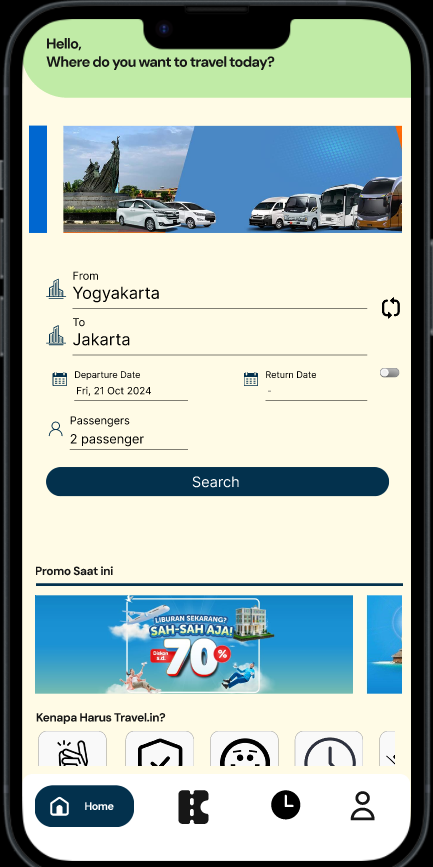 Hello,
Where do you want to travel today?
From
Yogyakarta
To
Jakarta
Departure Date
Return Date
Fri, 21 Oct 2024
-
Passengers
2 passenger
Search
Promo Saat ini
LIBURAN SEKARANG?
SAH-SAH AJA!
Diskon
s.d.
70%
Kenapa Harus Travel.in?
Home